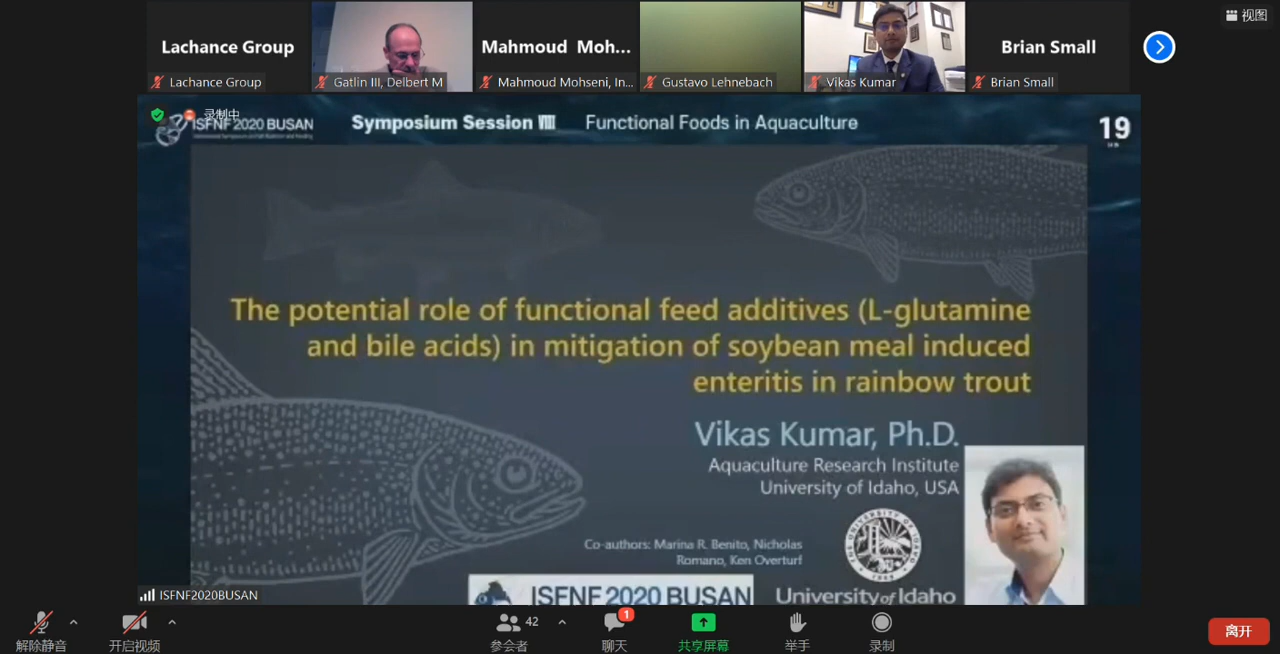 视图
Lachance Group
Mahmoud Moh...
Brian Small
Lachance Group
Gatlin III, Delbert M
Mahmoud Mohseni, In...
Gustavo Lehnebach
Vikas Kumar
Brian Small
录制中
ISFNF 2020 BUSAN
Symposium Session Ⅷ
Functional Foods in Aquaculture
19
The potential role of functional feed additives (L-glutamine
and bile acids) in mitigation of soybean meal induced
enteritis in rainbow trout
Vikas Kumar, Ph.D.
Aquaculture Research Institute
University of Idaho, USA
Co-authors: Marina R. Benito, Nicholas
Romano, Ken Overturf
ISFNF 2020 BUSAN
University of Idaho
ISFNF2020BUSAN
解除静音
开启视频
42
参会者
1
聊天
共享屏幕
举手
录制
离开